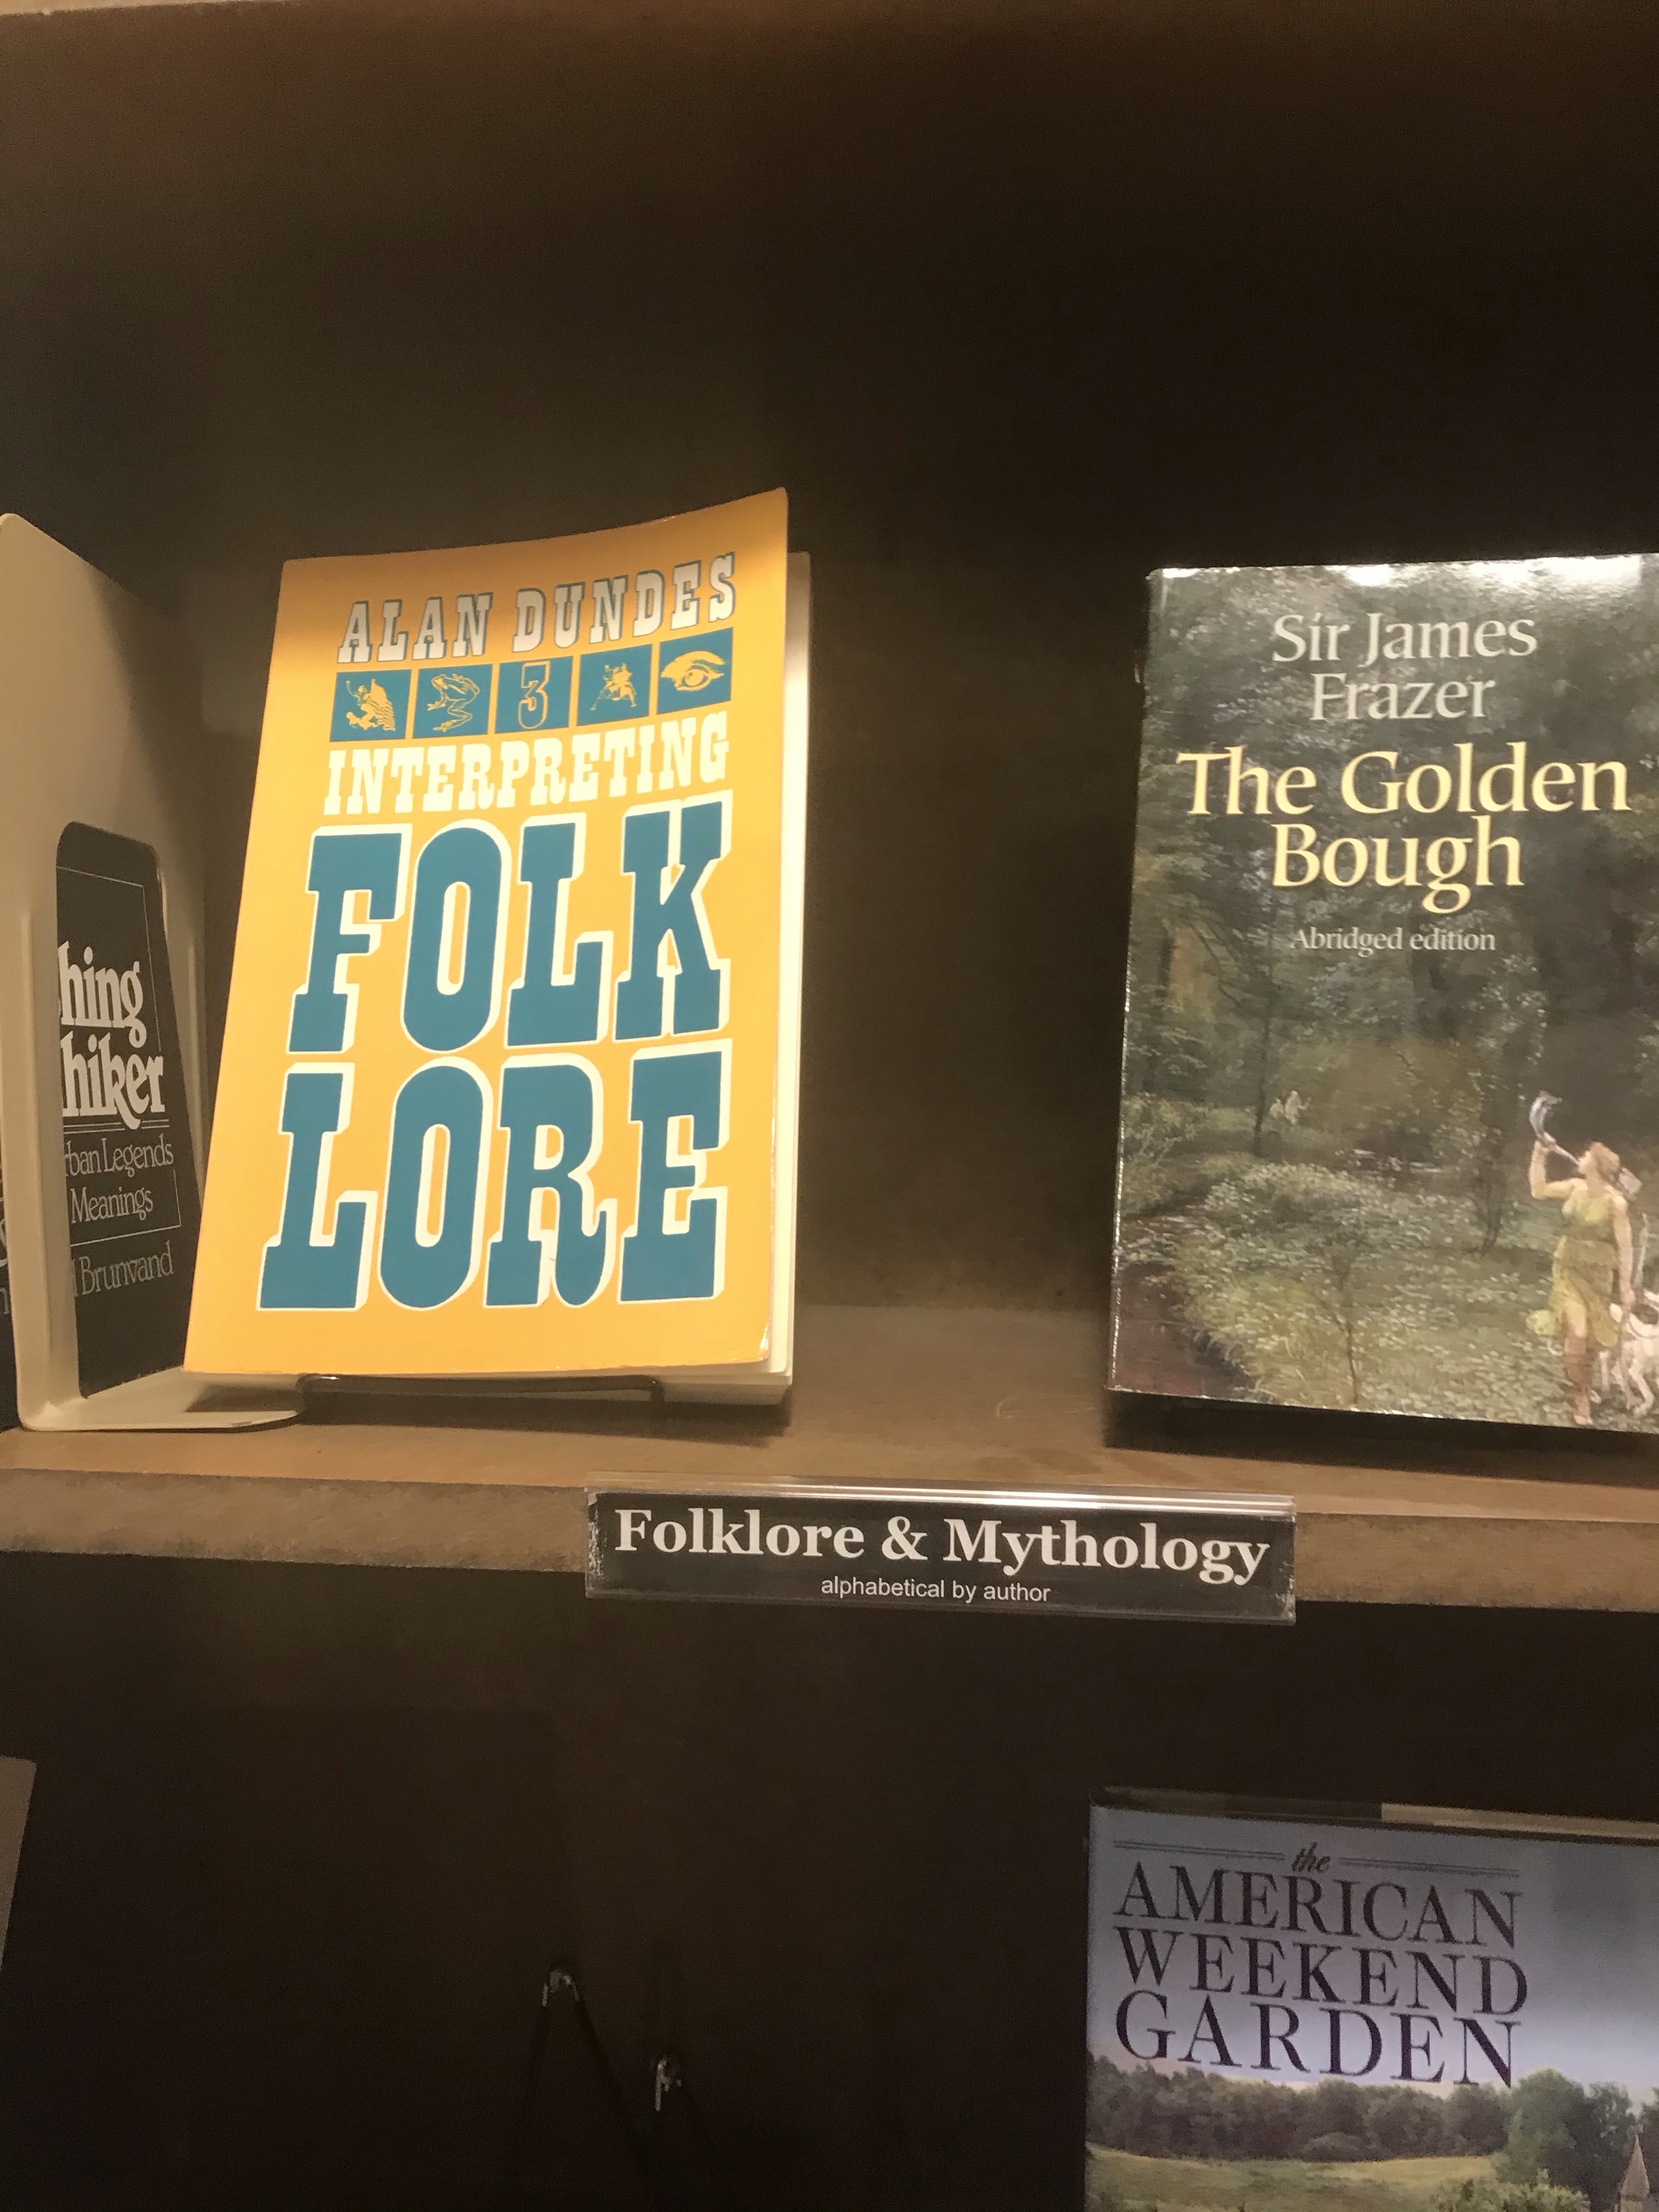 hing
hiker
ban Legends
Meanings
Brunvand
ALAN DUNDES
3
INTERPRETING
FOLK
LORE
Sir James
Frazer
The Golden
Bough
Abridged edition
Folklore & Mythology
alphabetical by author
the
AMERICAN
WEEKEND
GARDEN